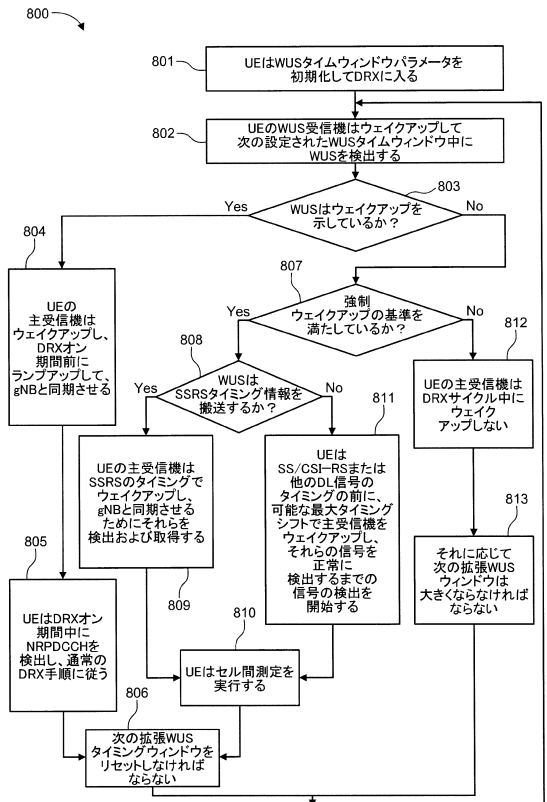 800
801
UEはWUSタイムウィンドウパラメータを
初期化してDRXに入る
802
UEのWUS受信機はウェイクアップして
次の設定されたWUSタイムウィンドウ中に
WUSを検出する
803
Yes
No
WUSはウェイクアップを
示しているか?
804
UEの
主受信機は
ウェイクアップし、
DRXオン
期間前に
ランプアップして、
gNBと同期させる
807
Yes
No
強制
ウェイクアップの基準を
満たしているか?
808
Yes
No
WUSは
SSRSタイミング情報を
搬送するか?
812
UEの主受信機は
DRXサイクル中に
ウェイク
アップしない
811
UEは
SS/CSI-RSまたは
他のDL信号の
タイミングの前に、
可能な最大タイミング
シフトで主受信機を
ウェイクアップし、
それらの信号を
正常に
検出するまでの
信号の検出を
開始する
UEの主受信機は
SSRSのタイミングで
ウェイクアップし、
gNBと同期させる
ためにそれらを
検出および取得する
809
813
それに応じて
次の拡張WUS
ウィンドウは
大きくならなければ
ならない
805
UEはDRXオン
期間中に
NRPDCCHを
検出し、通常の
DRX手順に従う
810
UEはセル間測定を
実行する
806
次の拡張WUS
タイミングウィンドウを
リセットしなければ
ならない